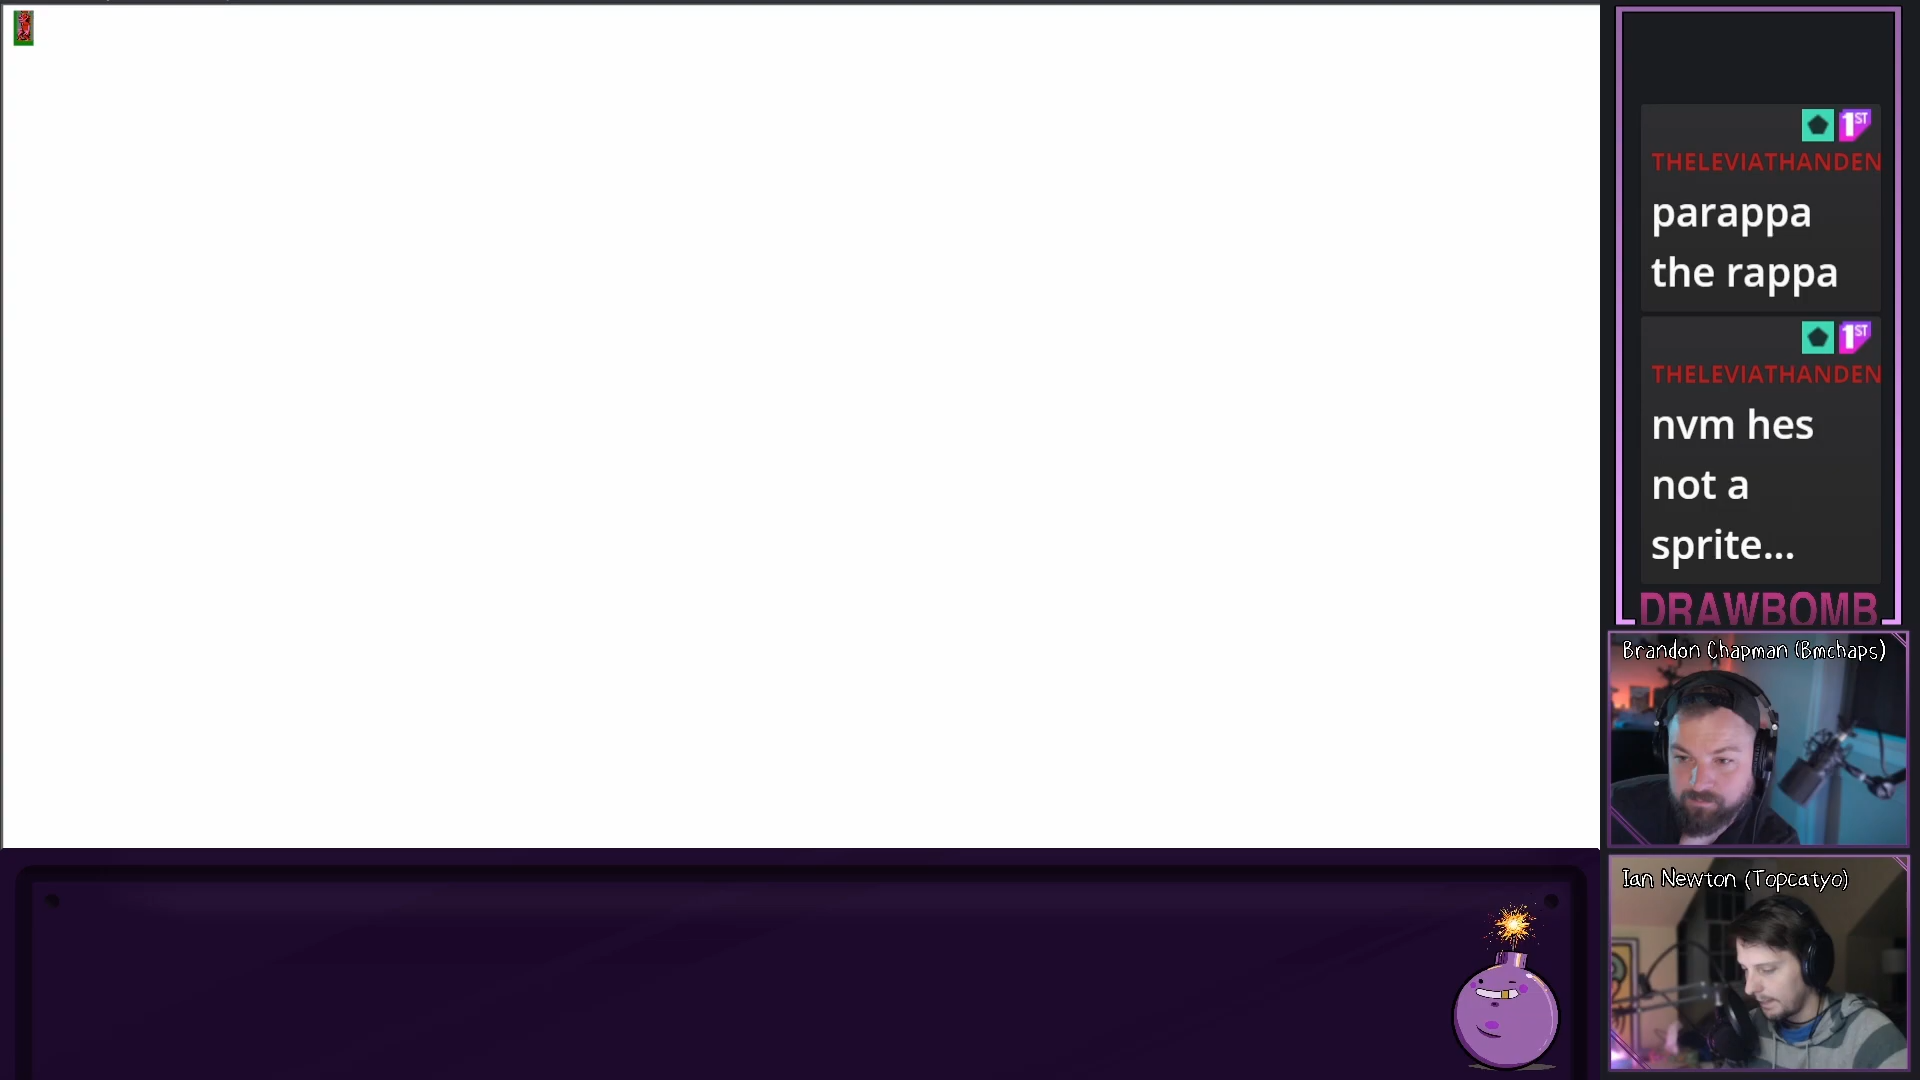 1ST
THELEVIATHANDEN
parappa
the rappa
1ST
THELEVIATHANDEN
nvm hes
not a
sprite...
DRAWBOMB
Brandon Chapman (Bmchaps)
Ian Newton (Topcatyo)